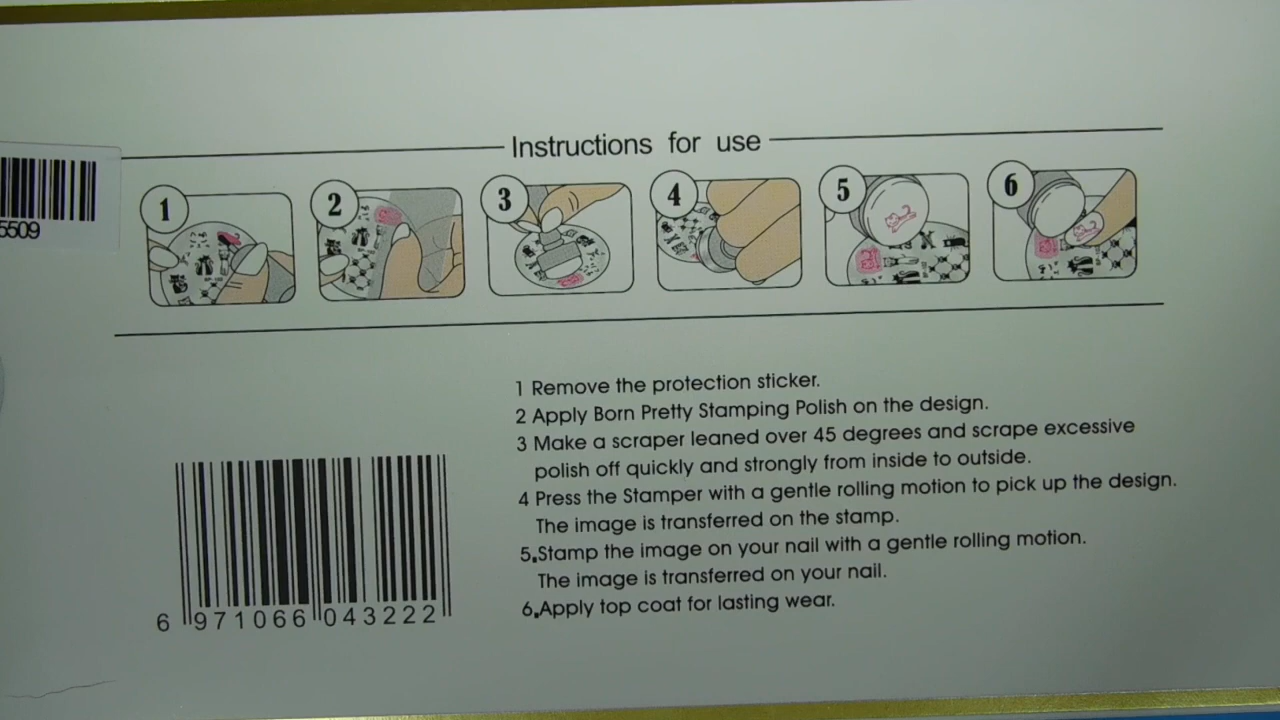 Instructions for use
5509
1 2 3 4 5 6
1 Remove the protection sticker.
2 Apply Born Pretty Stamping Polish on the design.
3 Make a scraper leaned over 45 degrees and scrape excessive
polish off quickly and strongly from inside to outside.
4 Press the Stamper with a gentle rolling motion to pick up the design.
The image is transferred on the stamp.
5.Stamp the image on your nail with a gentle rolling motion.
The image is transferred on your nail.
6.Apply top coat for lasting wear.
6 971066 043222